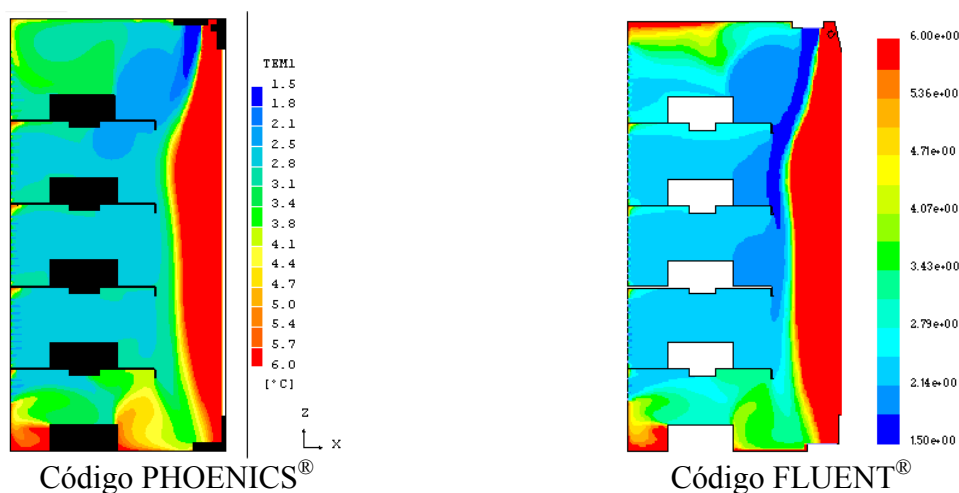 TEM1
1.5
1.8
2.1
2.5
2.8
3.1
3.4
3.8
4.1
4.4
4.7
5.0
5.4
5.7
6.0
[°C]
Z
X
Código PHOENICS®
6.00e+00
5.36e+00
4.71e+00
4.07e+00
3.43e+00
2.79e+00
2.14e+00
1.50e+00
Código FLUENT®